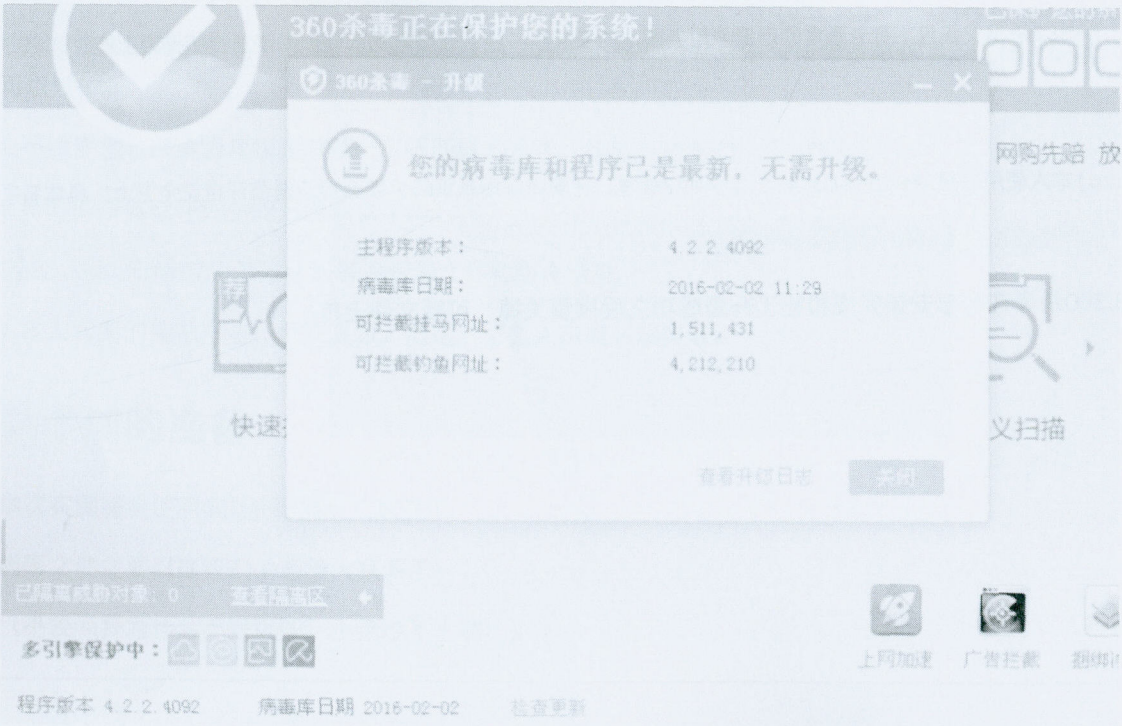 360杀毒正在保护您的系统!
360杀毒 - 升级
网购先赔 放
您的病毒库和程序已是最新，无需升级。
主程序版本： 4.2.2.4092
病毒库日期： 2016-02-02 11:29
可拦截挂马网址： 1,511,431
可拦截钓鱼网址： 4,212,210
快速
义扫描
查看升级日志 关闭
已隔离威胁对象: 0 查看隔离区
多引擎保护中：
上网加速 广告拦截 捆绑
程序版本 4.2.2.4092 病毒库日期 2016-02-02 检查更新